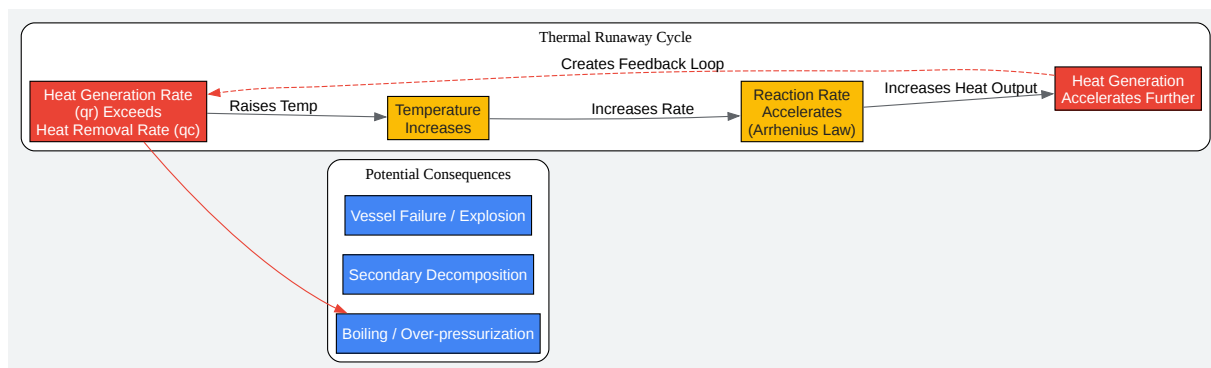 Thermal Runaway Cycle
Creates Feedback Loop
Heat Generation Rate
(qr) Exceeds
Heat Removal Rate (qc)
Raises Temp
Temperature
Increases
Increases Rate
Reaction Rate
Accelerates
(Arrhenius Law)
Increases Heat Output
Heat Generation
Accelerates Further
Potential Consequences
Vessel Failure / Explosion
Secondary Decomposition
Boiling / Over-pressurization